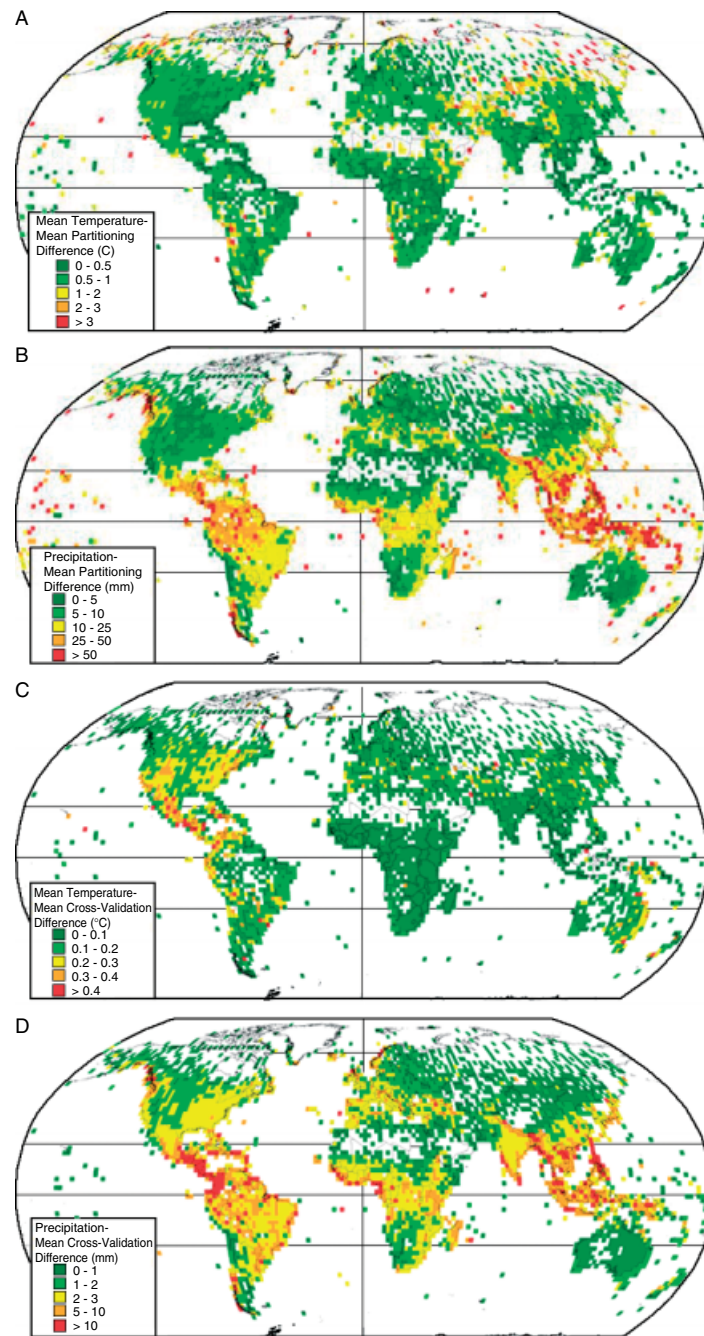 A
Mean Temperature-
Mean Partitioning
Difference (C)
0 - 0.5
0.5 - 1
1 - 2
2 - 3
> 3
B
Precipitation-
Mean Partitioning
Difference (mm)
0 - 5
5 - 10
10 - 25
25 - 50
> 50
C
Mean Temperature-
Mean Cross-Validation
Difference (°C)
0 - 0.1
0.1 - 0.2
0.2 - 0.3
0.3 - 0.4
> 0.4
D
Precipitation-
Mean Cross-Validation
Difference (mm)
0 - 1
1 - 2
2 - 3
5 - 10
> 10